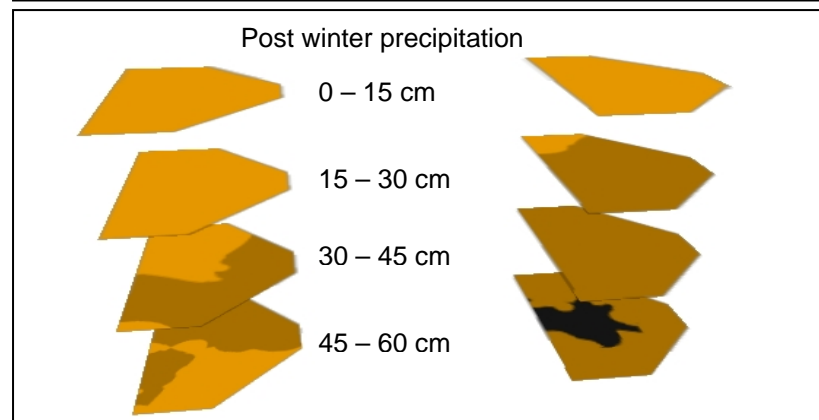 Post winter precipitation
0 – 15 cm
15 – 30 cm
30 – 45 cm
45 – 60 cm